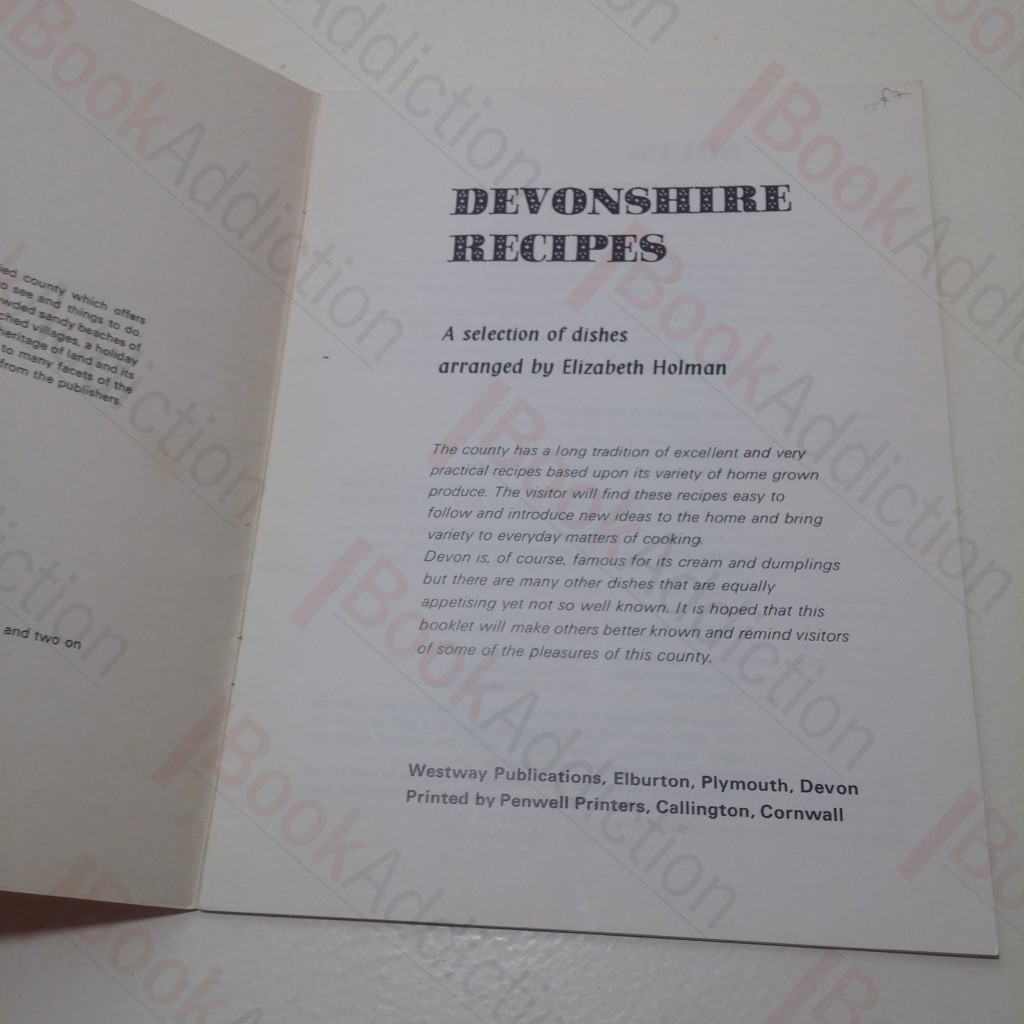 ied county which offers
o see and things to do.
wded sandy beaches of
ched villages, a holiday
heritage of land and its
to many facets of the
from the publishers.
and two on
DEVONSHIRE
RECIPES
A selection of dishes
arranged by Elizabeth Holman
The county has a long tradition of excellent and very
practical recipes based upon its variety of home grown
produce. The visitor will find these recipes easy to
follow and introduce new ideas to the home and bring
variety to everyday matters of cooking.
Devon is, of course, famous for its cream and dumplings
but there are many other dishes that are equally
appetising yet not so well known. It is hoped that this
booklet will make others better known and remind visitors
of some of the pleasures of this county.
Westway Publications, Elburton, Plymouth, Devon
Printed by Penwell Printers, Callington, Cornwall
BookAddiction